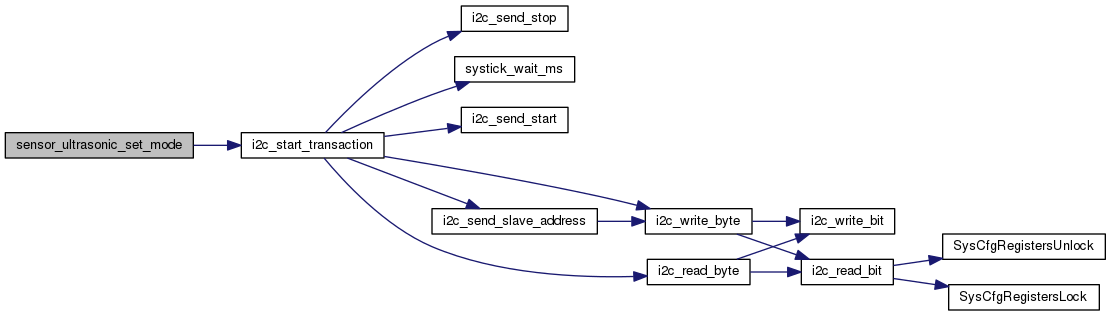 i2c_send_stop
systick_wait_ms
i2c_send_start
sensor_ultrasonic_set_mode
i2c_start_transaction
i2c_send_slave_address
i2c_write_byte
i2c_write_bit
SysCfgRegistersUnlock
i2c_read_byte
i2c_read_bit
SysCfgRegistersLock